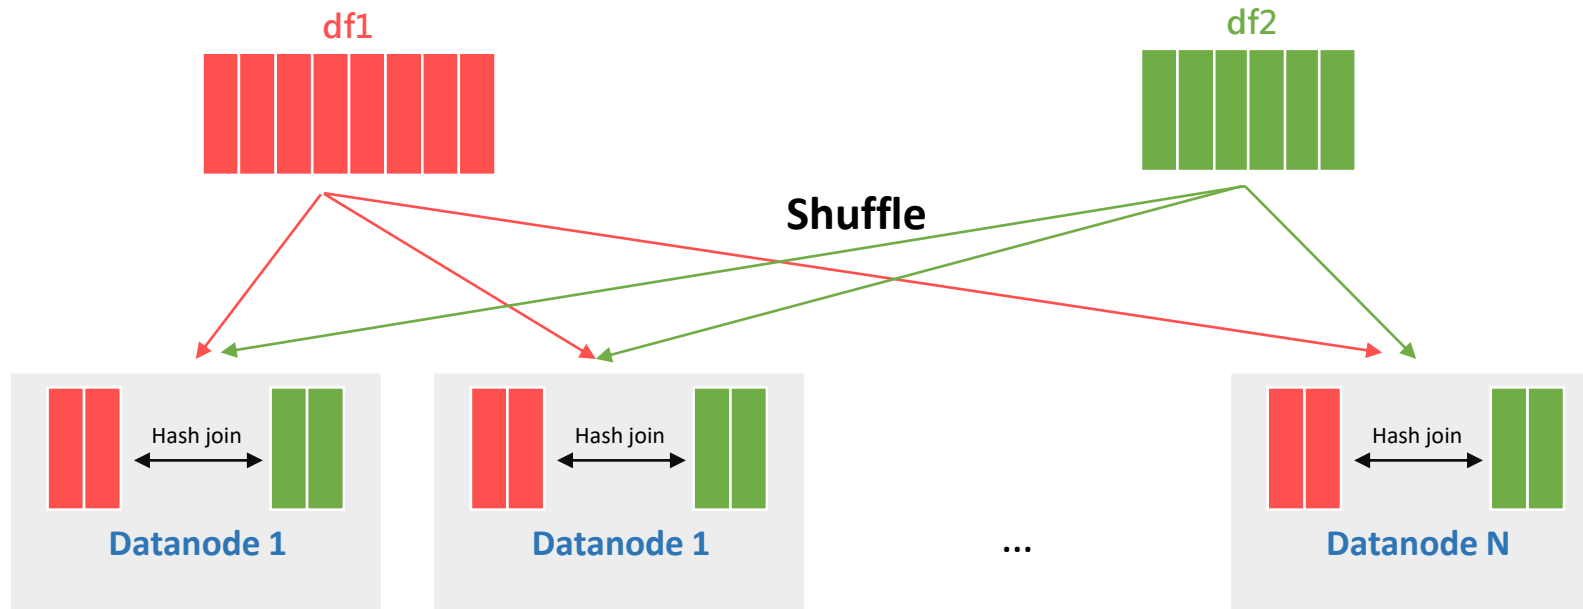 df1
df2
Shuffle
Hash join
Hash join
Hash join
Datanode 1
Datanode 1
...
Datanode N